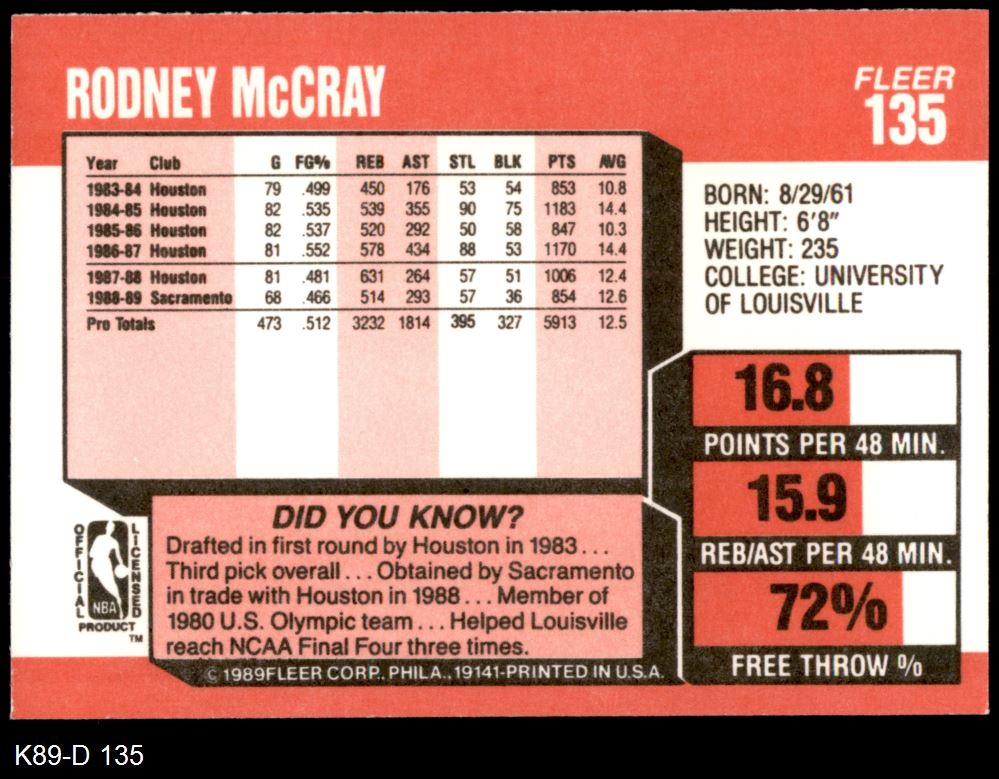 RODNEY McCRAY
FLEER
135
Year Club G FG% REB AST STL BLK PTS AVG
1983-84 Houston 79 .499 450 176 53 54 853 10.8
1984-85 Houston 82 .535 539 355 90 75 1183 14.4
1985-86 Houston 82 .537 520 292 50 58 847 10.3
1986-87 Houston 81 .552 578 434 88 53 1170 14.4
1987-88 Houston 81 .481 631 264 57 51 1006 12.4
1988-89 Sacramento 68 .466 514 293 57 36 854 12.6
Pro Totals 473 .512 3232 1814 395 327 5913 12.5
BORN: 8/29/61
HEIGHT: 6'8"
WEIGHT: 235
COLLEGE: UNIVERSITY
OF LOUISVILLE
16.8
POINTS PER 48 MIN.
15.9
REB/AST PER 48 MIN.
72%
FREE THROW %
DID YOU KNOW?
Drafted in first round by Houston in 1983...
Third pick overall... Obtained by Sacramento
in trade with Houston in 1988... Member of
1980 U.S. Olympic team... Helped Louisville
reach NCAA Final Four three times.
OFFICIAL
LICENSED
NBA
PRODUCT
TM
© 1989FLEER CORP., PHILA., 19141-PRINTED IN U.S.A.
K89-D 135